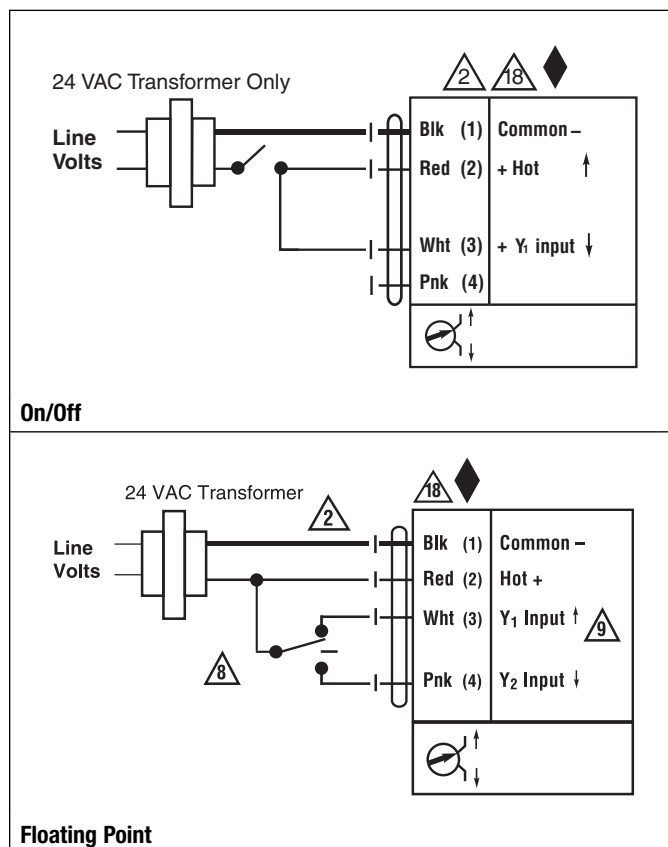 2 18
24 VAC Transformer Only
Line
Volts
Blk (1) Common –
Red (2) + Hot ↑
Wht (3) + Y₁ input ↓
Pnk (4)
On/Off
18
24 VAC Transformer
2
Line
Volts
Blk (1) Common –
Red (2) Hot +
Wht (3) Y₁ Input ↑ 9
8
Pnk (4) Y₂ Input ↓
Floating Point